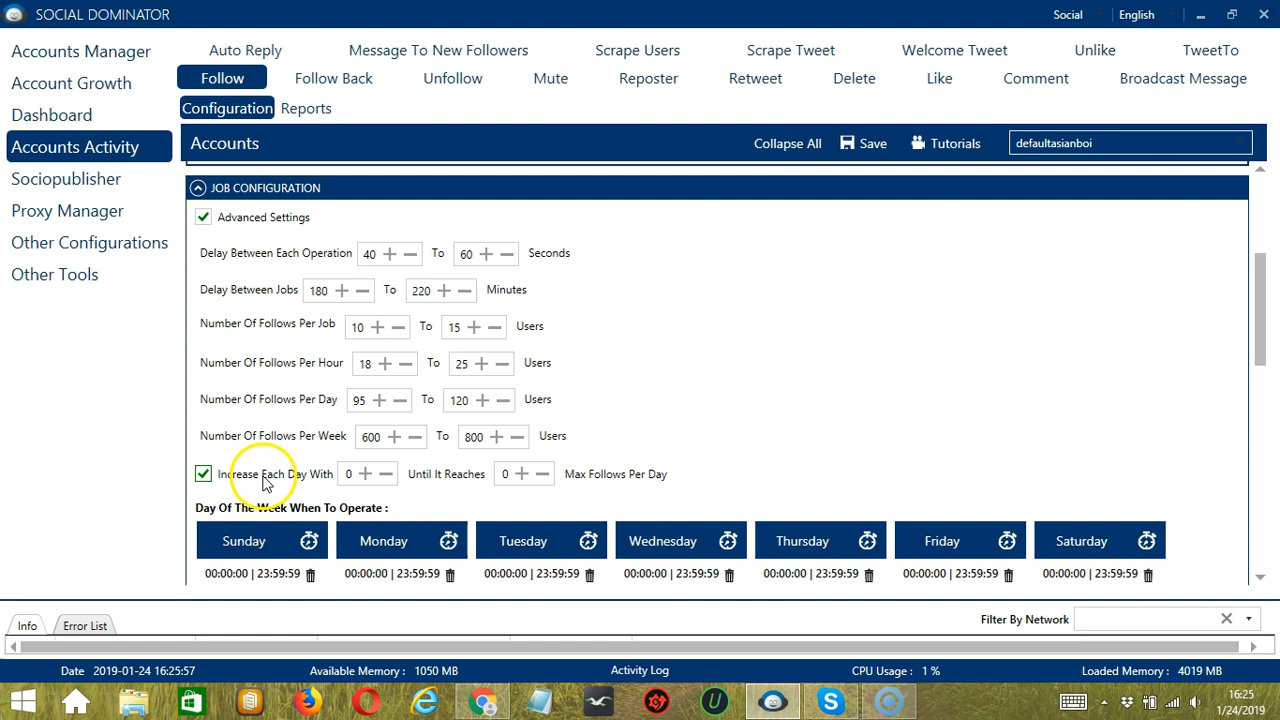 SOCIAL DOMINATOR
Social
English
Accounts Manager
Account Growth
Dashboard
Accounts Activity
Sociopublisher
Proxy Manager
Other Configurations
Other Tools
Auto Reply Message To New Followers Scrape Users Scrape Tweet Welcome Tweet Unlike TweetTo
Follow Follow Back Unfollow Mute Reposter Retweet Delete Like Comment Broadcast Message
Configuration Reports
Accounts Collapse All Save Tutorials defaultasianboi
JOB CONFIGURATION
Advanced Settings
Delay Between Each Operation 40 To 60 Seconds
Delay Between Jobs 180 To 220 Minutes
Number Of Follows Per Job 10 To 15 Users
Number Of Follows Per Hour 18 To 25 Users
Number Of Follows Per Day 95 To 120 Users
Number Of Follows Per Week 600 To 800 Users
Increase Each Day With 0 Until It Reaches 0 Max Follows Per Day
Day Of The Week When To Operate :
Sunday Monday Tuesday Wednesday Thursday Friday Saturday
00:00:00 | 23:59:59 00:00:00 | 23:59:59 00:00:00 | 23:59:59 00:00:00 | 23:59:59 00:00:00 | 23:59:59 00:00:00 | 23:59:59 00:00:00 | 23:59:59
Info Error List Filter By Network
Date 2019-01-24 16:25:57 Available Memory : 1050 MB Activity Log CPU Usage : 1 % Loaded Memory : 4019 MB
16:25
1/24/2019